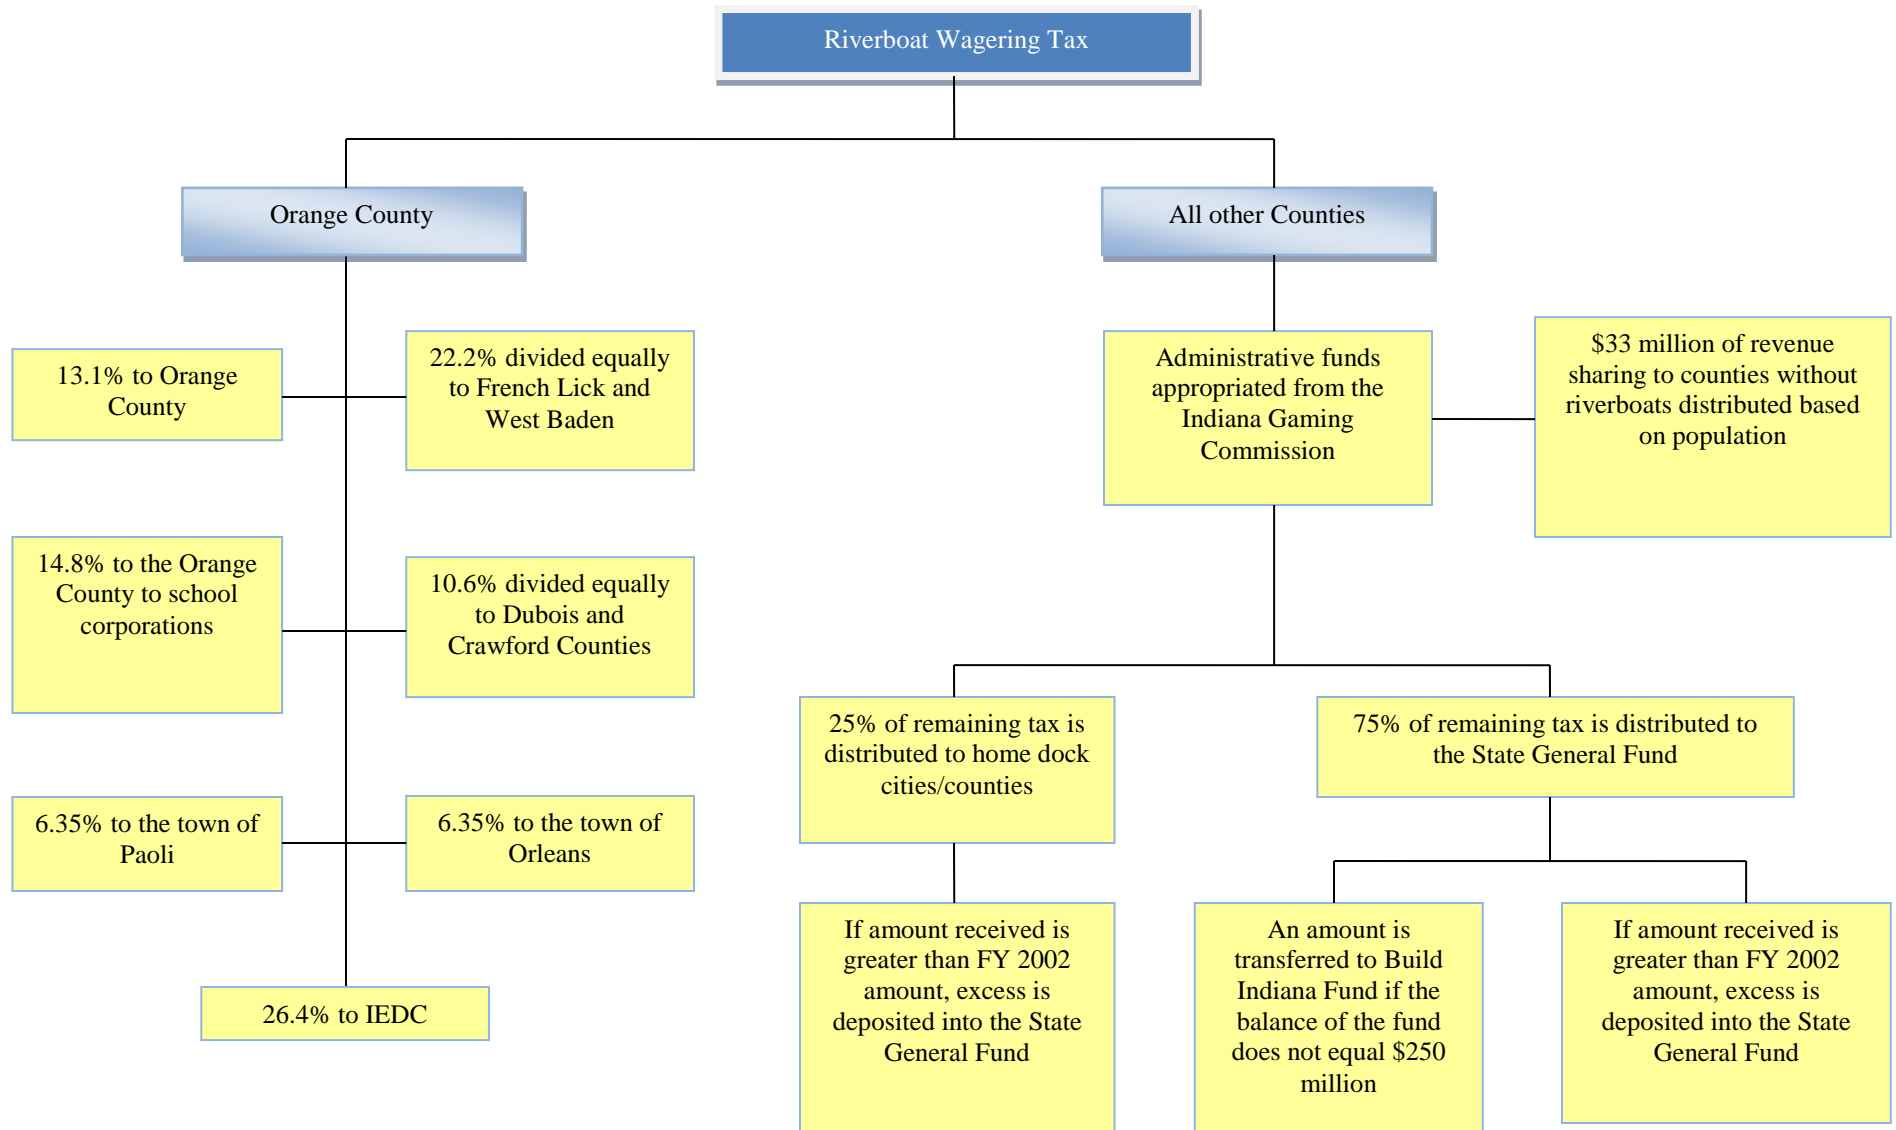 Riverboat Wagering Tax
Orange County
All other Counties
13.1% to Orange
County
22.2% divided equally
to French Lick and
West Baden
Administrative funds
appropriated from the
Indiana Gaming
Commission
$33 million of revenue
sharing to counties without
riverboats distributed based
on population
14.8% to the Orange
County to school
corporations
10.6% divided equally
to Dubois and
Crawford Counties
25% of remaining tax is
distributed to home dock
cities/counties
75% of remaining tax is distributed to
the State General Fund
6.35% to the town of
Paoli
6.35% to the town of
Orleans
26.4% to IEDC
If amount received is
greater than FY 2002
amount, excess is
deposited into the State
General Fund
An amount is
transferred to Build
Indiana Fund if the
balance of the fund
does not equal $250
million
If amount received is
greater than FY 2002
amount, excess is
deposited into the State
General Fund